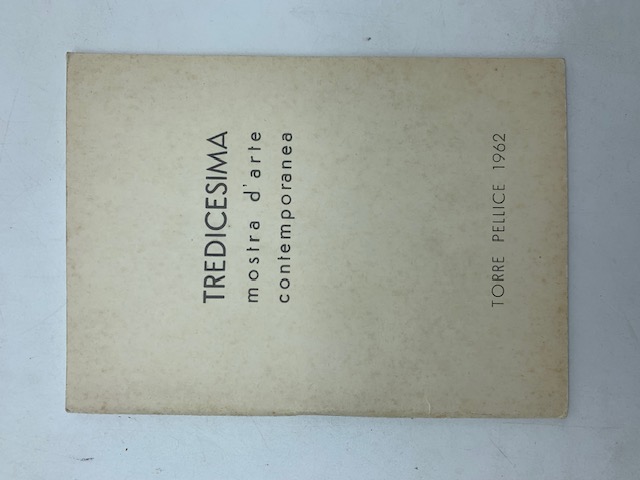 TREDICESIMA
mostra d'arte
contemporanea
TORRE PELLICE 1962